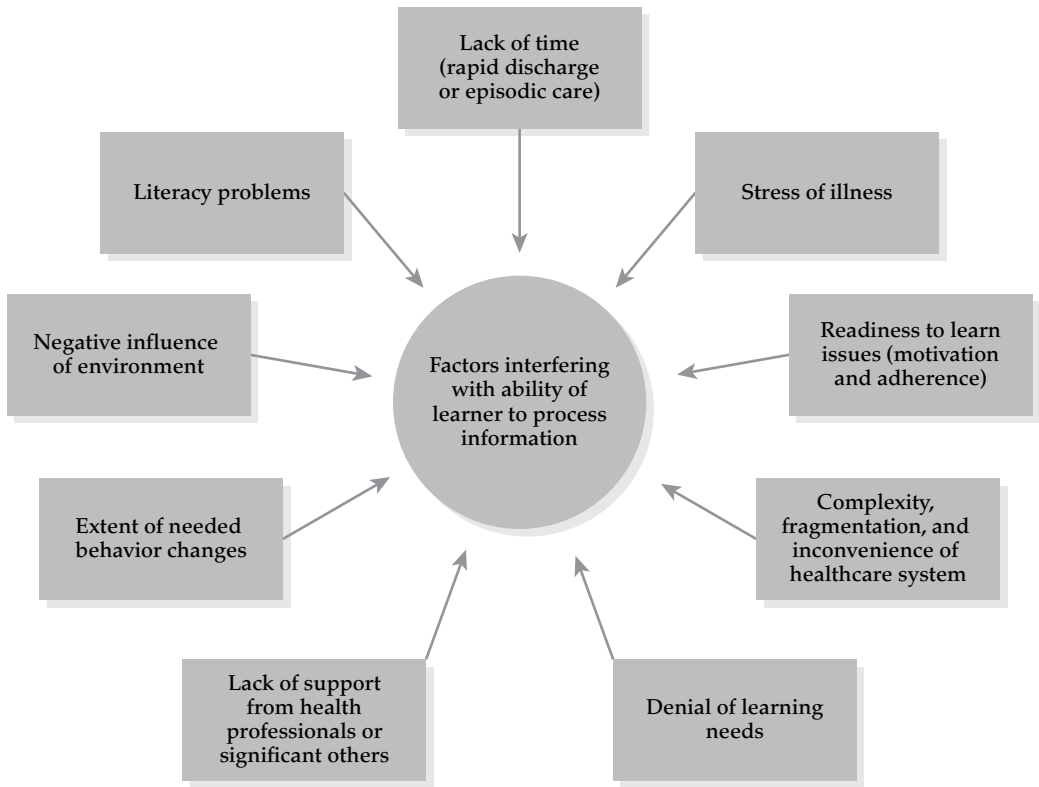 Lack of time
(rapid discharge
or episodic care)
Literacy problems
Stress of illness
Negative influence
of environment
Readiness to learn
issues (motivation
and adherence)
Factors interfering
with ability of
learner to process
information
Extent of needed
behavior changes
Complexity,
fragmentation, and
inconvenience of
healthcare system
Lack of support
from health
professionals or
significant others
Denial of learning
needs